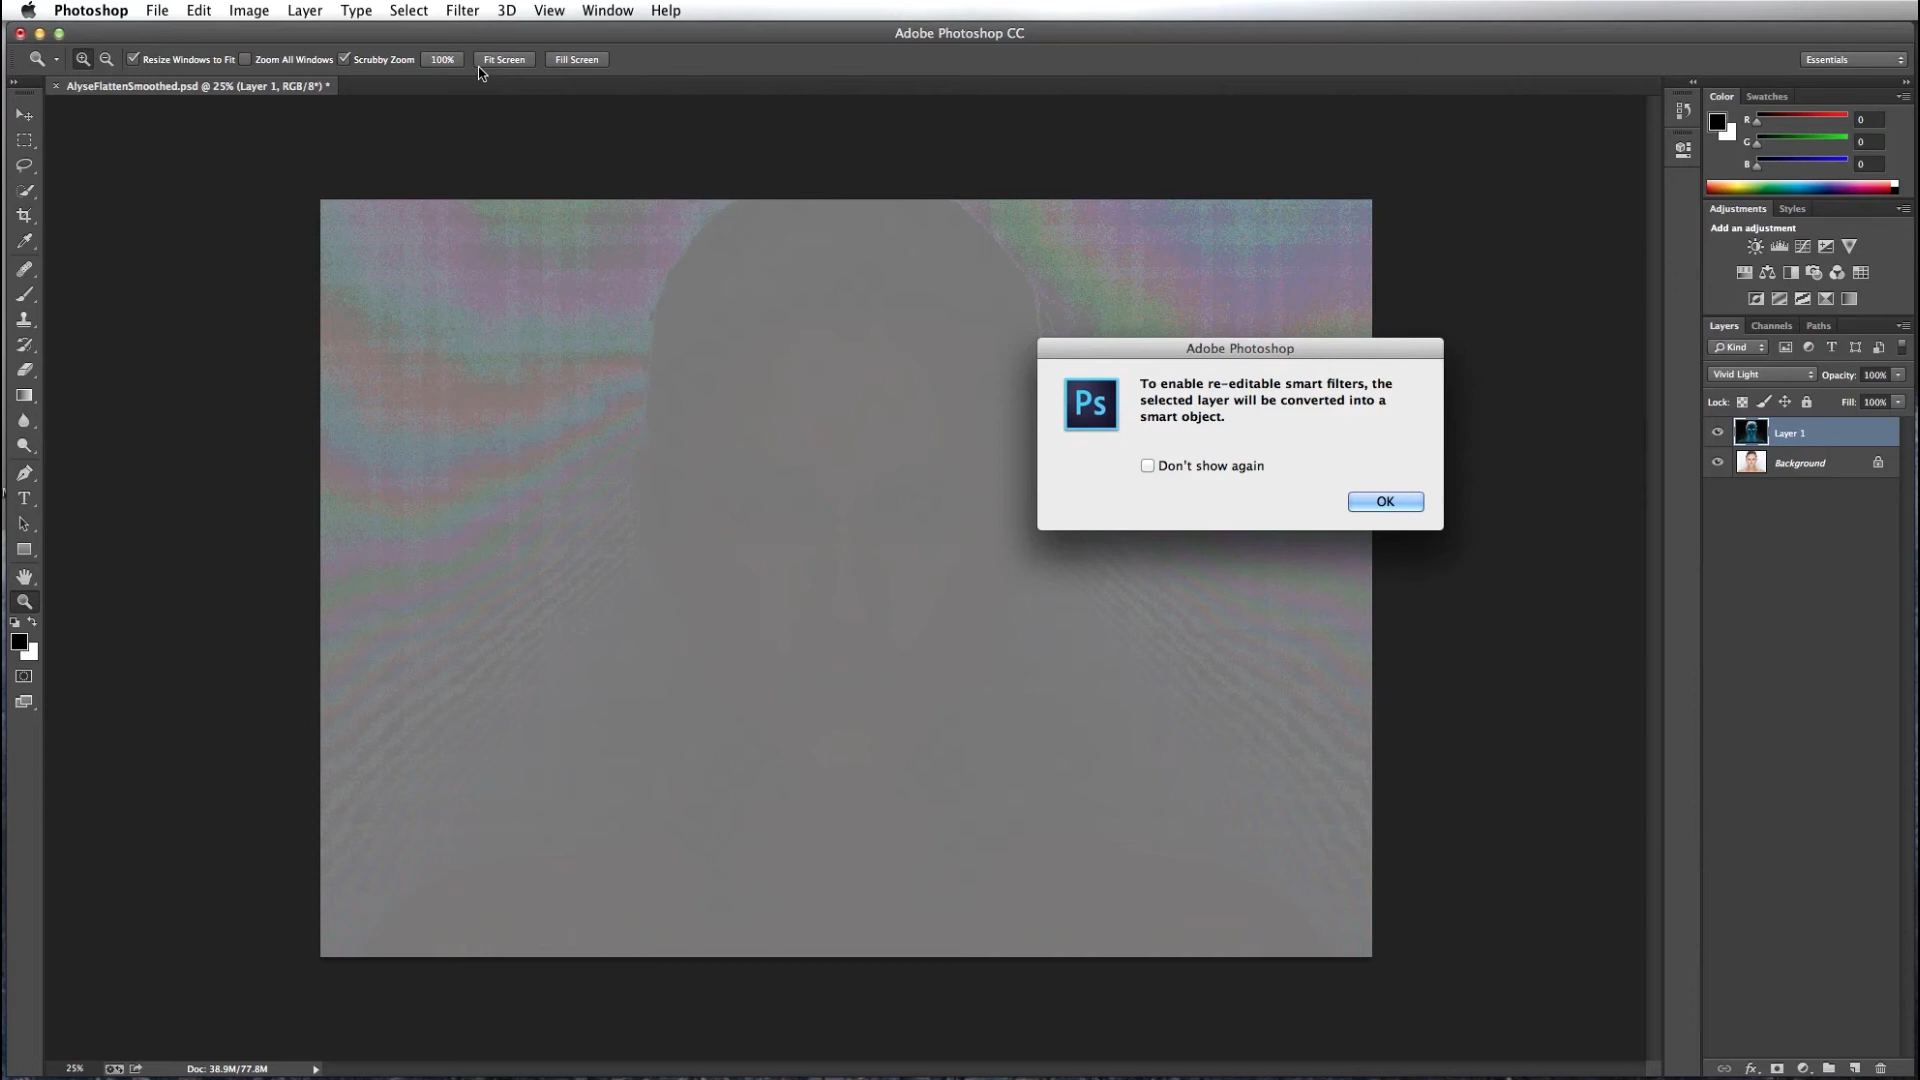 Photoshop File Edit Image Layer Type Select Filter 3D View Window Help
Adobe Photoshop CC
Resize Windows to Fit Zoom All Windows Scrubby Zoom 100% Fit Screen Fill Screen Essentials
× AlyseFlattenSmoothed.psd @ 25% (Layer 1, RGB/8*) *
Color Swatches
R 0
G 0
B 0
Adjustments Styles
Add an adjustment
Layers Channels Paths
Kind
Vivid Light Opacity: 100%
Lock: Fill: 100%
Layer 1
Background
Adobe Photoshop
Ps
To enable re-editable smart filters, the
selected layer will be converted into a
smart object.
Don't show again
OK
25% Doc: 38.9M/77.8M